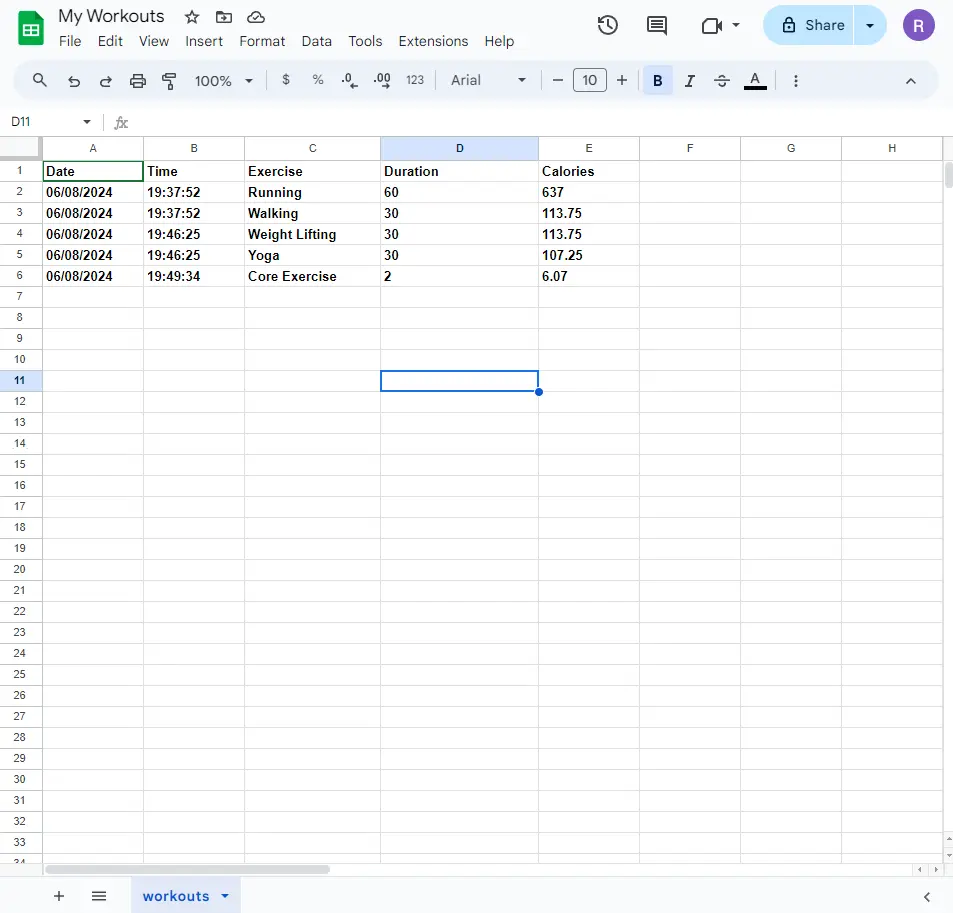 My Workouts
File Edit View Insert Format Data Tools Extensions Help
Share
R
100% $ % .0 .00 123 Arial 10 B I S A
D11 fx
A B C D E F G H
1 Date Time Exercise Duration Calories
2 06/08/2024 19:37:52 Running 60 637
3 06/08/2024 19:37:52 Walking 30 113.75
4 06/08/2024 19:46:25 Weight Lifting 30 113.75
5 06/08/2024 19:46:25 Yoga 30 107.25
6 06/08/2024 19:49:34 Core Exercise 2 6.07
7
8
9
10
11
12
13
14
15
16
17
18
19
20
21
22
23
24
25
26
27
28
29
30
31
32
33
34
workouts